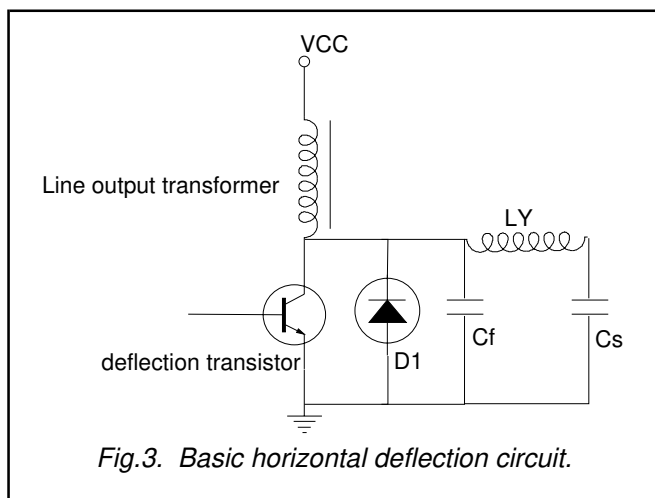 VCC
Line output transformer
LY
Cf
Cs
D1
deflection transistor
Fig.3. Basic horizontal deflection circuit.